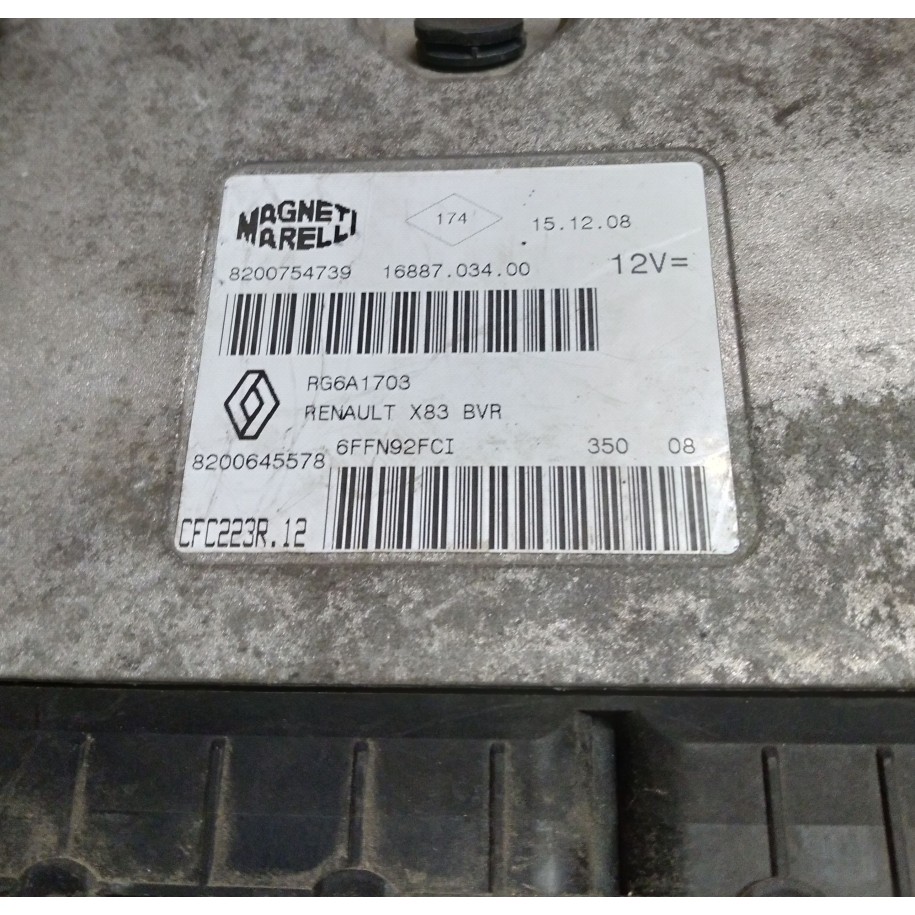 MAGNETI MARELLI
174
15.12.08
8200754739 16887.034.00 12V=
RG6A1703
RENAULT X83 BVR
6FFN92FCI 350 08
8200645578
CFC223R.12